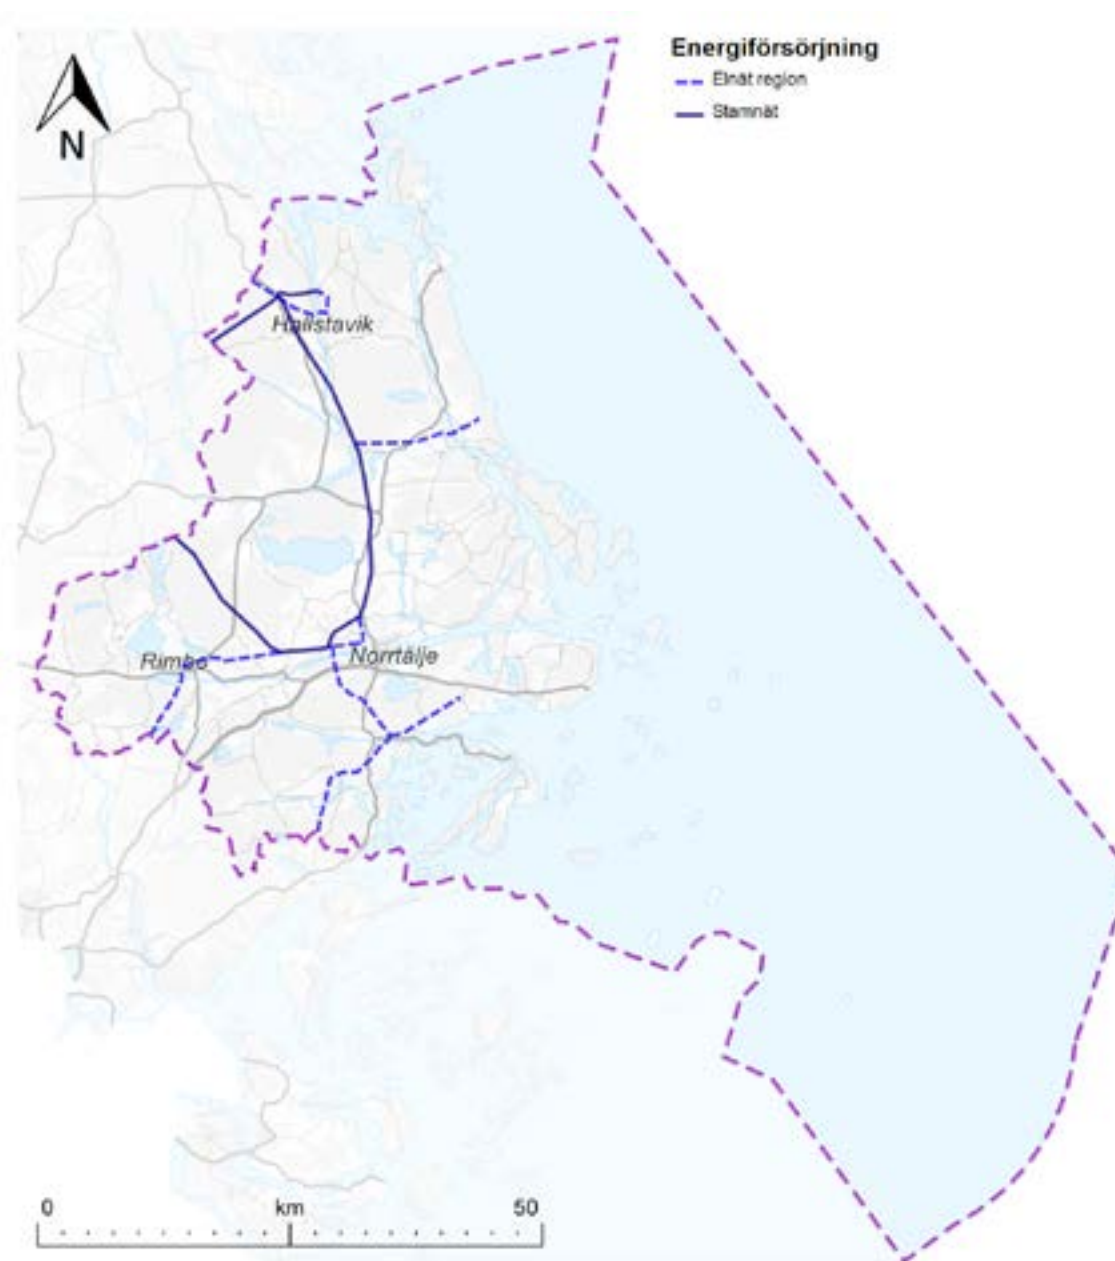 Energiförsörjning
Elnät region
Stamnät
N
Hallstavik
Rimbo
Norrtälje
0 km 50